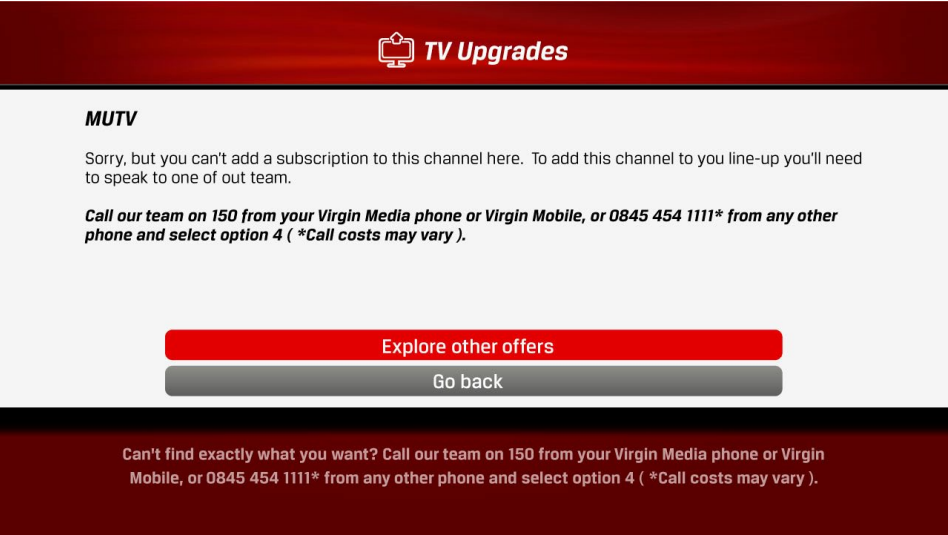 TV Upgrades
MUTV
Sorry, but you can't add a subscription to this channel here.  To add this channel to you line-up you'll need
to speak to one of out team.
Call our team on 150 from your Virgin Media phone or Virgin Mobile, or 0845 454 1111* from any other
phone and select option 4 ( *Call costs may vary ).
Explore other offers
Go back
Can't find exactly what you want? Call our team on 150 from your Virgin Media phone or Virgin
Mobile, or 0845 454 1111* from any other phone and select option 4 ( *Call costs may vary ).